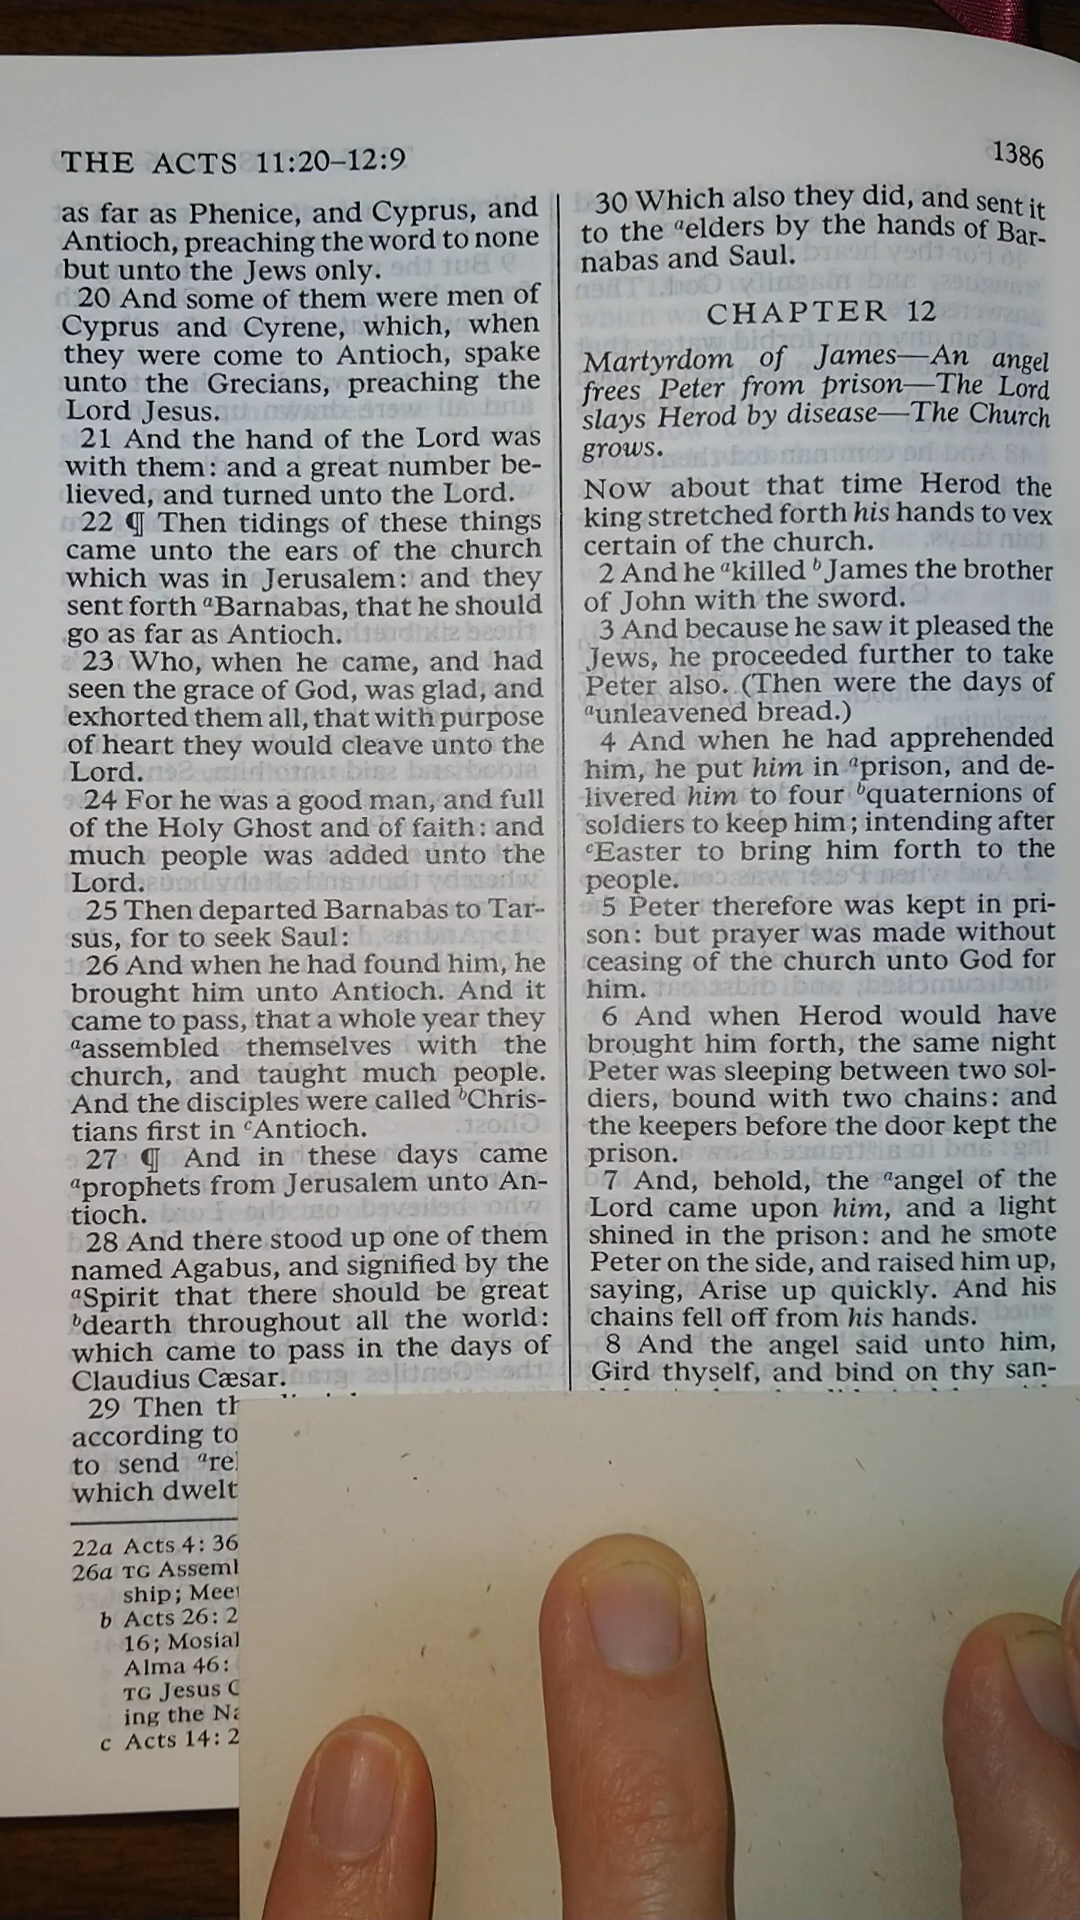 THE ACTS 11:20–12:9
1386
as far as Phenice, and Cyprus, and
Antioch, preaching the word to none
but unto the Jews only.
20 And some of them were men of
Cyprus and Cyrene, which, when
they were come to Antioch, spake
unto the Grecians, preaching the
Lord Jesus.
21 And the hand of the Lord was
with them: and a great number be-
lieved, and turned unto the Lord.
22 ¶ Then tidings of these things
came unto the ears of the church
which was in Jerusalem: and they
sent forth aBarnabas, that he should
go as far as Antioch.
23 Who, when he came, and had
seen the grace of God, was glad, and
exhorted them all, that with purpose
of heart they would cleave unto the
Lord.
24 For he was a good man, and full
of the Holy Ghost and of faith: and
much people was added unto the
Lord.
25 Then departed Barnabas to Tar-
sus, for to seek Saul:
26 And when he had found him, he
brought him unto Antioch. And it
came to pass, that a whole year they
aassembled themselves with the
church, and taught much people.
And the disciples were called bChris-
tians first in cAntioch.
27 ¶ And in these days came
aprophets from Jerusalem unto An-
tioch.
28 And there stood up one of them
named Agabus, and signified by the
aSpirit that there should be great
bdearth throughout all the world:
which came to pass in the days of
Claudius Cæsar.
29 Then
according to
to send
which dwelt
22a Acts 4: 36
26a TG
ship;
b Acts 26: 2
16;
Alma 46:
TG Jesus
ing the
c Acts 14: 2
30 Which also they did, and sent it
to the aelders by the hands of Bar-
nabas and Saul.
CHAPTER 12
Martyrdom of James—An angel
frees Peter from prison—The Lord
slays Herod by disease—The Church
grows.
Now about that time Herod the
king stretched forth his hands to vex
certain of the church.
2 And he akilled bJames the brother
of John with the sword.
3 And because he saw it pleased the
Jews, he proceeded further to take
Peter also. (Then were the days of
aunleavened bread.)
4 And when he had apprehended
him, he put him in aprison, and de-
livered him to four bquaternions of
soldiers to keep him; intending after
cEaster to bring him forth to the
people.
5 Peter therefore was kept in pri-
son: but prayer was made without
ceasing of the church unto God for
him.
6 And when Herod would have
brought him forth, the same night
Peter was sleeping between two sol-
diers, bound with two chains: and
the keepers before the door kept the
prison.
7 And, behold, the aangel of the
Lord came upon him, and a light
shined in the prison: and he smote
Peter on the side, and raised him up,
saying, Arise up quickly. And his
chains fell off from his hands.
8 And the angel said unto him,
Gird thyself, and bind on thy san-